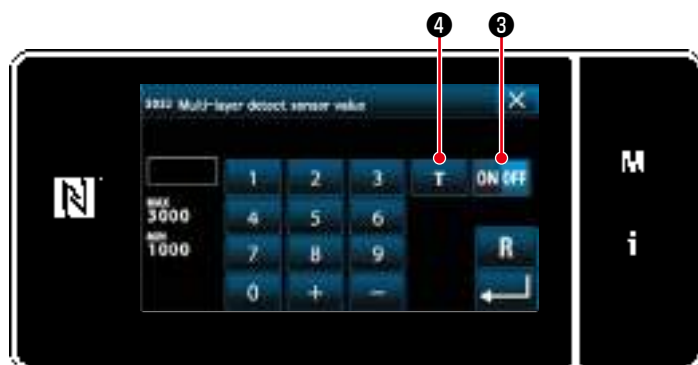 ❹ ❸
Multi-layer detect. sensor value X
1 2 3 T ON OFF
MAX
3000 4 5 6
MIN
1000 7 8 9 R
0 + −
N
M
i